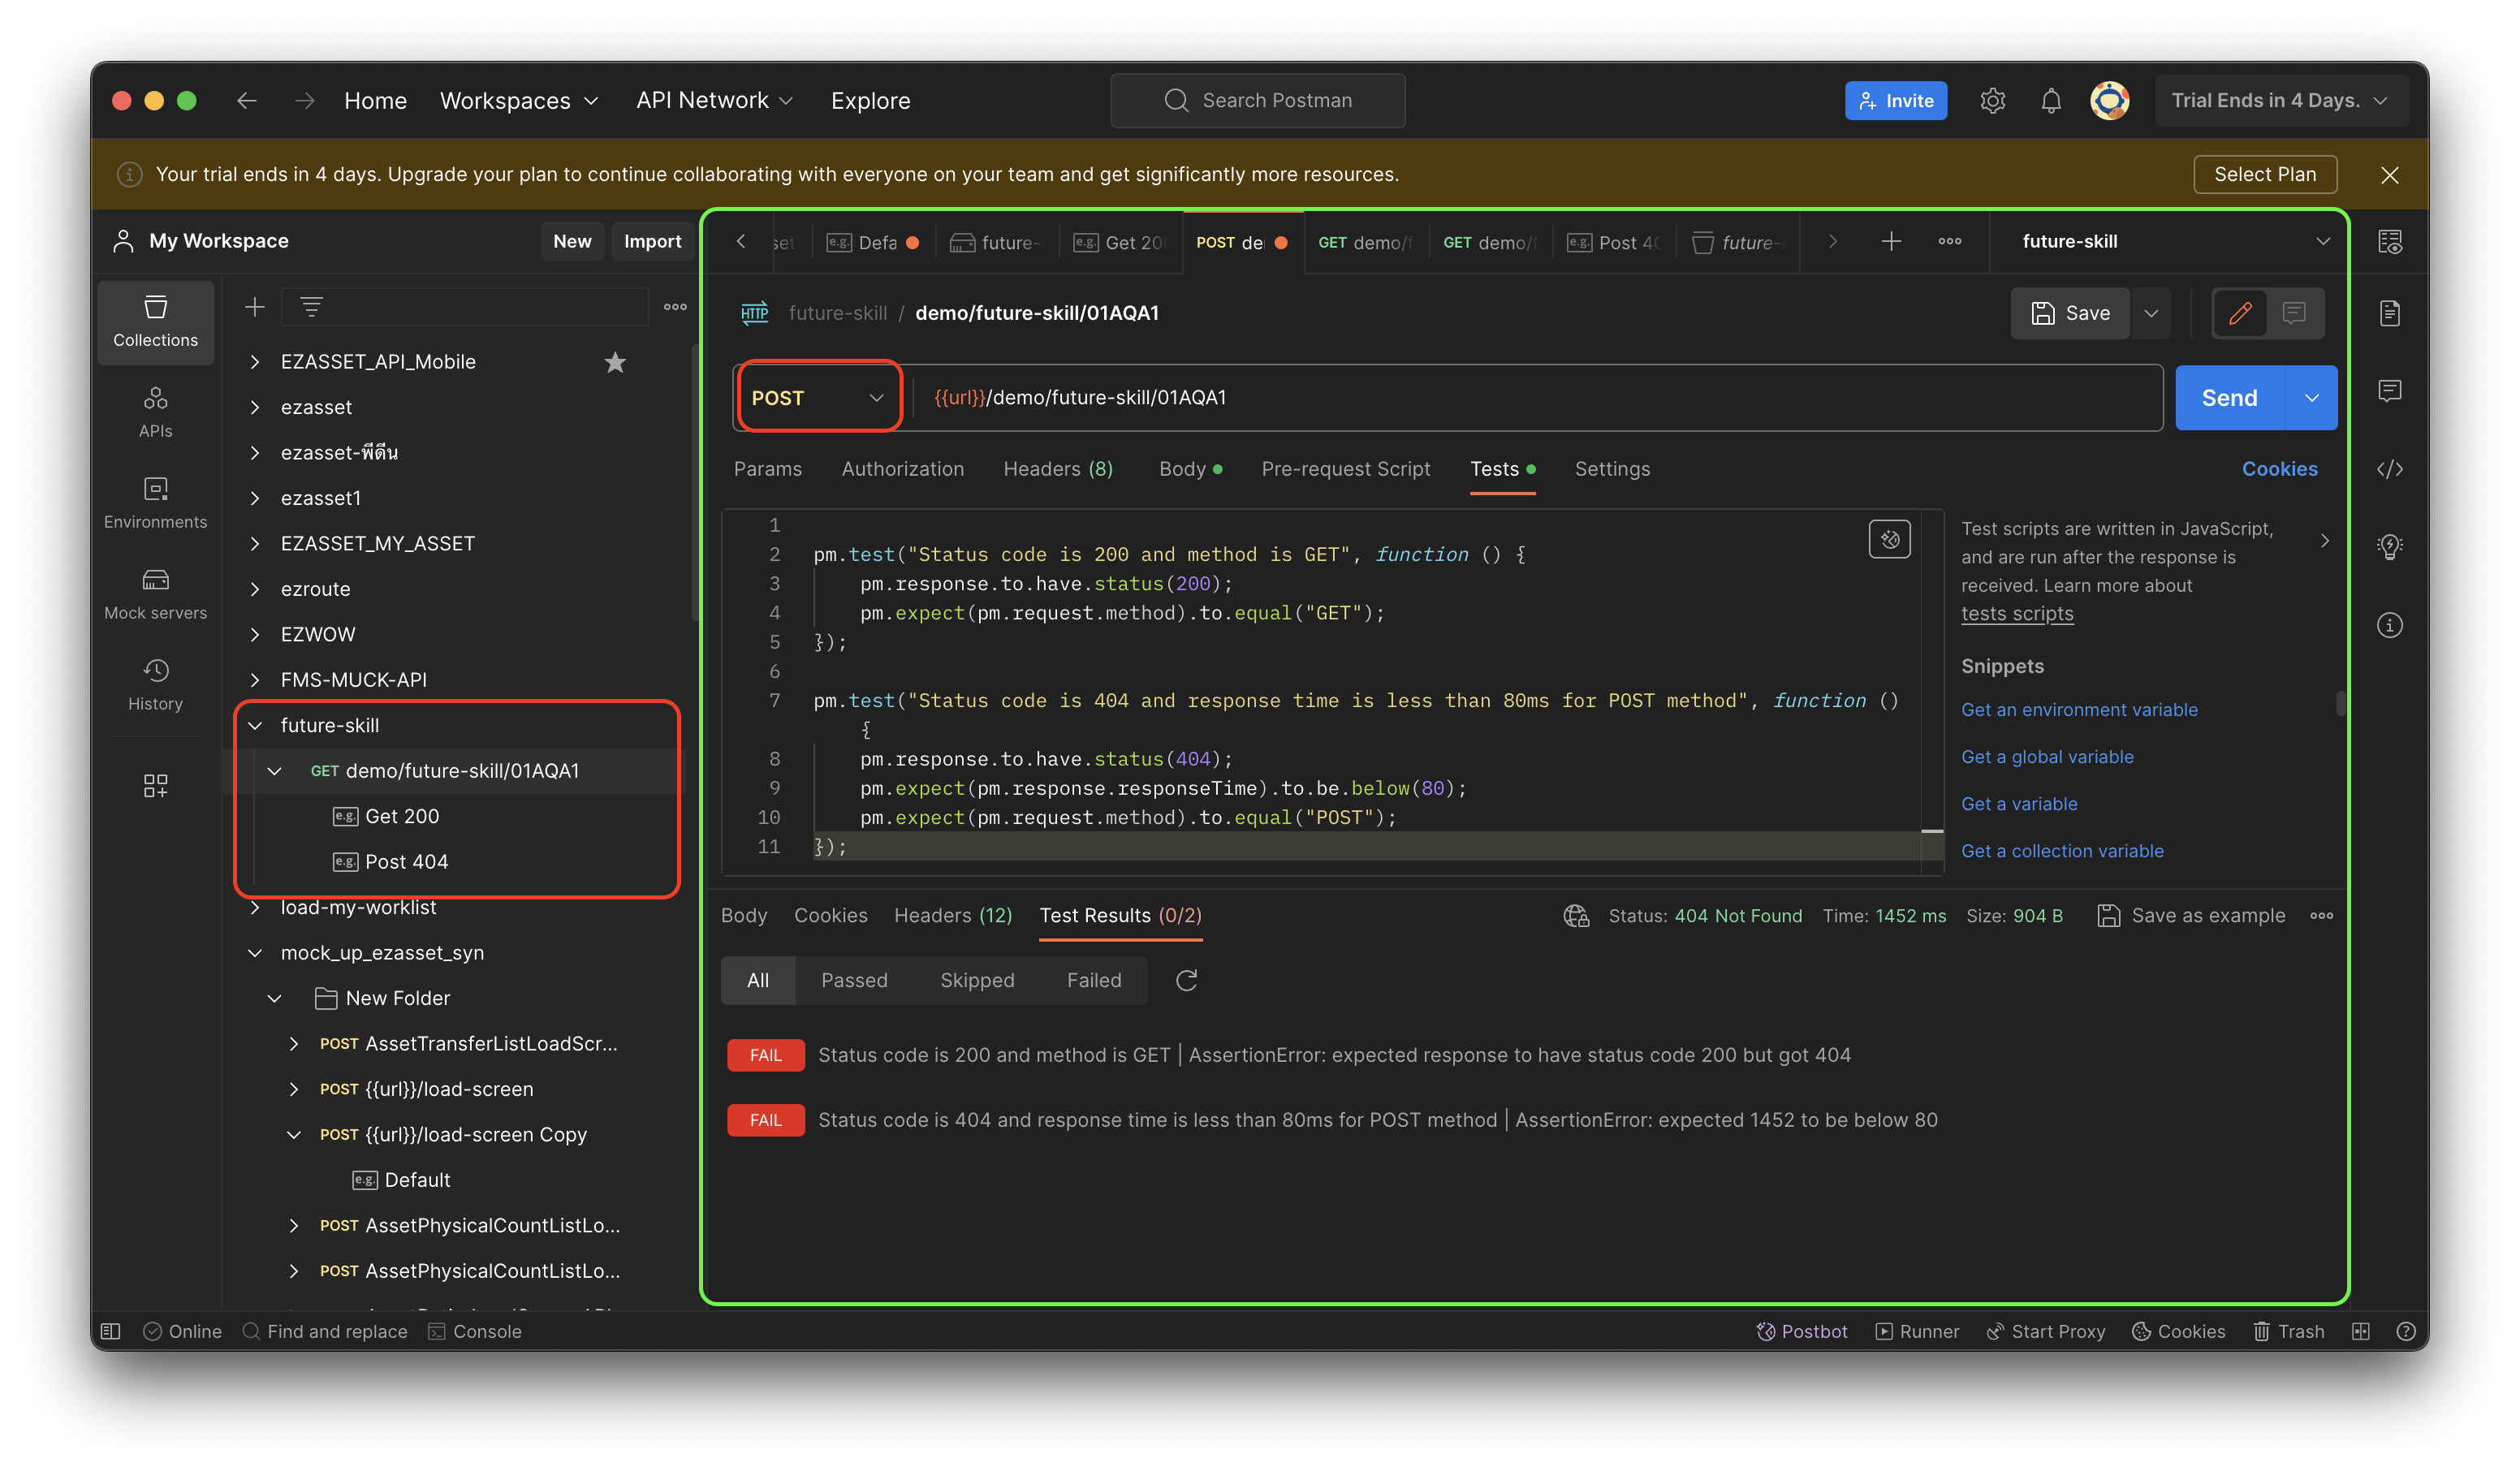 Home Workspaces API Network Explore Search Postman Invite Trial Ends in 4 Days.
Your trial ends in 4 days. Upgrade your plan to continue collaborating with everyone on your team and get significantly more resources. Select Plan
My Workspace New Import
set Defa future- Get 20 POST de GET demo/f GET demo/ Post 4 future- future-skill
Collections
APIs
Environments
Mock servers
History
EZASSET_API_Mobile
ezasset
ezasset-พีดีน
ezasset1
EZASSET_MY_ASSET
ezroute
EZWOW
FMS-MUCK-API
future-skill
GET demo/future-skill/01AQA1
e.g. Get 200
e.g. Post 404
load-my-worklist
mock_up_ezasset_syn
New Folder
POST AssetTransferListLoadScr...
POST {{url}}/load-screen
POST {{url}}/load-screen Copy
e.g. Default
POST AssetPhysicalCountListLo...
POST AssetPhysicalCountListLo...
HTTP future-skill / demo/future-skill/01AQA1 Save
POST {{url}}/demo/future-skill/01AQA1 Send
Params Authorization Headers (8) Body Pre-request Script Tests Settings Cookies
1
2 pm.test("Status code is 200 and method is GET", function () {
3 pm.response.to.have.status(200);
4 pm.expect(pm.request.method).to.equal("GET");
5 });
6
7 pm.test("Status code is 404 and response time is less than 80ms for POST method", function ()
{
8 pm.response.to.have.status(404);
9 pm.expect(pm.response.responseTime).to.be.below(80);
10 pm.expect(pm.request.method).to.equal("POST");
11 });
Test scripts are written in JavaScript,
and are run after the response is
received. Learn more about
tests scripts
Snippets
Get an environment variable
Get a global variable
Get a variable
Get a collection variable
Body Cookies Headers (12) Test Results (0/2) Status: 404 Not Found Time: 1452 ms Size: 904 B Save as example
All Passed Skipped Failed
FAIL Status code is 200 and method is GET | AssertionError: expected response to have status code 200 but got 404
FAIL Status code is 404 and response time is less than 80ms for POST method | AssertionError: expected 1452 to be below 80
Online Find and replace Console Postbot Runner Start Proxy Cookies Trash